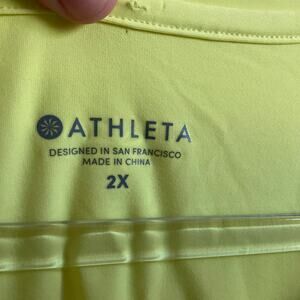 ATHLETA
DESIGNED IN SAN FRANCISCO
MADE IN CHINA
2X